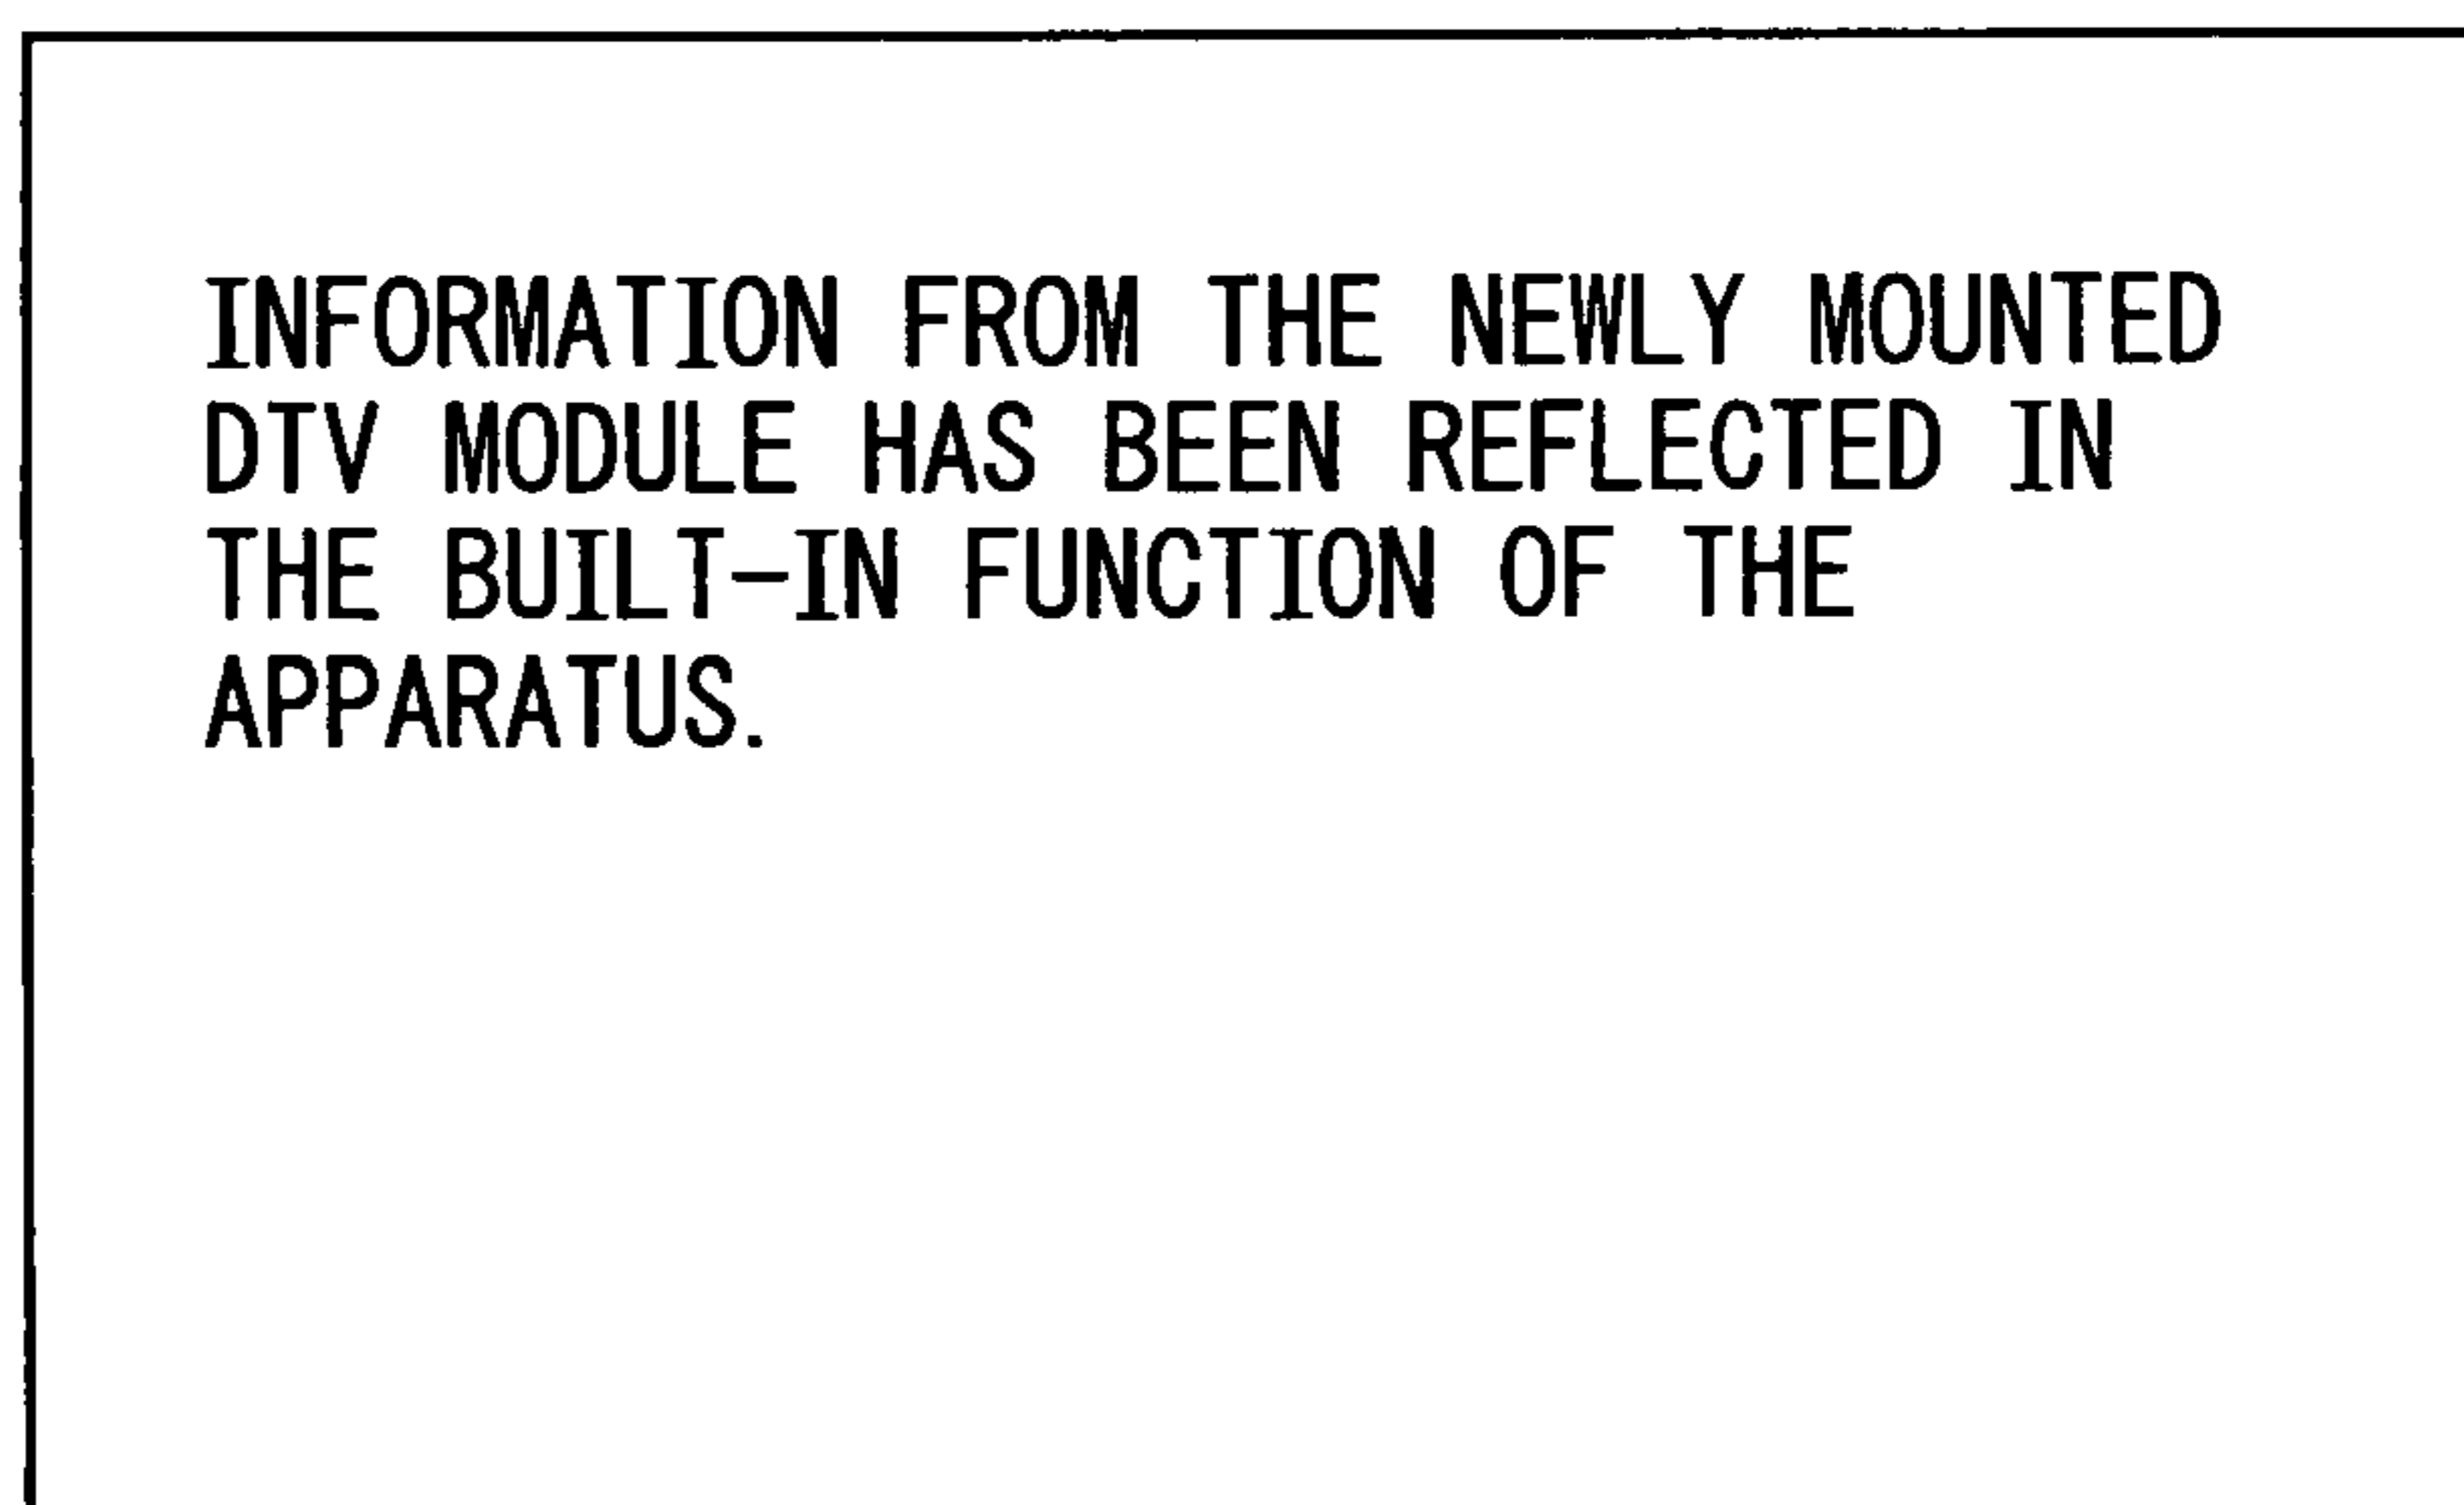 INFORMATION FROM THE NEWLY MOUNTED
DTV MODULE HAS BEEN REFLECTED IN
THE BUILT-IN FUNCTION OF THE
APPARATUS.